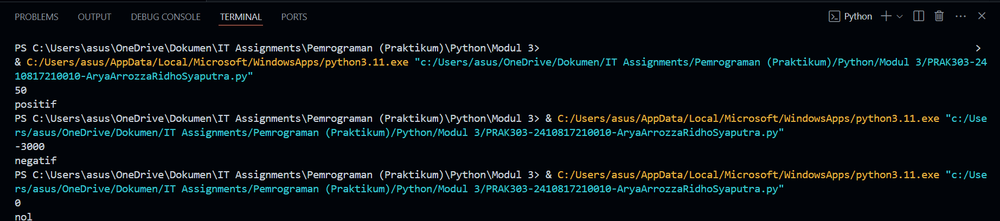 PROBLEMS OUTPUT DEBUG CONSOLE TERMINAL PORTS Python
PS C:\Users\asus\OneDrive\Dokumen\IT Assignments\Pemrograman (Praktikum)\Python\Modul 3> >
& C:/Users/asus/AppData/Local/Microsoft/WindowsApps/python3.11.exe "c:/Users/asus/OneDrive/Dokumen/IT Assignments/Pemrograman (Praktikum)/Python/Modul 3/PRAK303-24
10817210010-AryaArrozzaRidhoSyaputra.py"
50
positif
PS C:\Users\asus\OneDrive\Dokumen\IT Assignments\Pemrograman (Praktikum)\Python\Modul 3> & C:/Users/asus/AppData/Local/Microsoft/WindowsApps/python3.11.exe "c:/Use
rs/asus/OneDrive/Dokumen/IT Assignments/Pemrograman (Praktikum)/Python/Modul 3/PRAK303-2410817210010-AryaArrozzaRidhoSyaputra.py"
-3000
negatif
PS C:\Users\asus\OneDrive\Dokumen\IT Assignments\Pemrograman (Praktikum)\Python\Modul 3> & C:/Users/asus/AppData/Local/Microsoft/WindowsApps/python3.11.exe "c:/Use
rs/asus/OneDrive/Dokumen/IT Assignments/Pemrograman (Praktikum)/Python/Modul 3/PRAK303-2410817210010-AryaArrozzaRidhoSyaputra.py"
0
nol